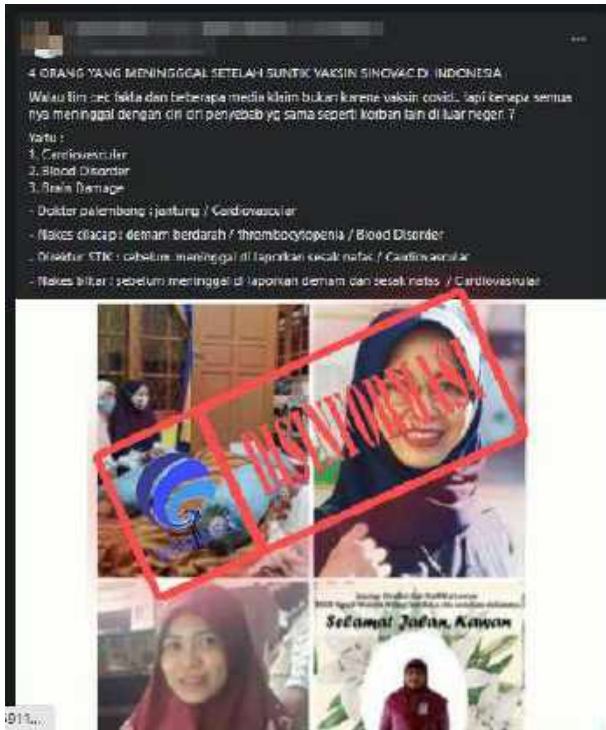 4 ORANG YANG MENINGGGAL SETELAH SUNTIK VAKSIN SINOVAC DI INDONESIA
Walau tim cek fakta dan beberapa media klaim bukan karena vaksin covid.. tapi kenapa semua
nya meninggal dengan ciri ciri penyebab yg sama seperti korban lain di luar negeri ?
Yaitu :
1. Cardiovascular
2. Blood Disorder
3. Brain Damage
- Dokter palembang : jantung / Cardiovascular
- Nakes cilacap : demam berdarah / thrombocytopenia / Blood Disorder
- Direktur STIK : sebelum meninggal di laporkan sesak nafas / Cardiovascular
- Nakes blitar : sebelum meninggal di laporkan demam dan sesak nafas / Cardiovasvular
DISINFORMASI
Selamat Jalan, Kawan
5911...